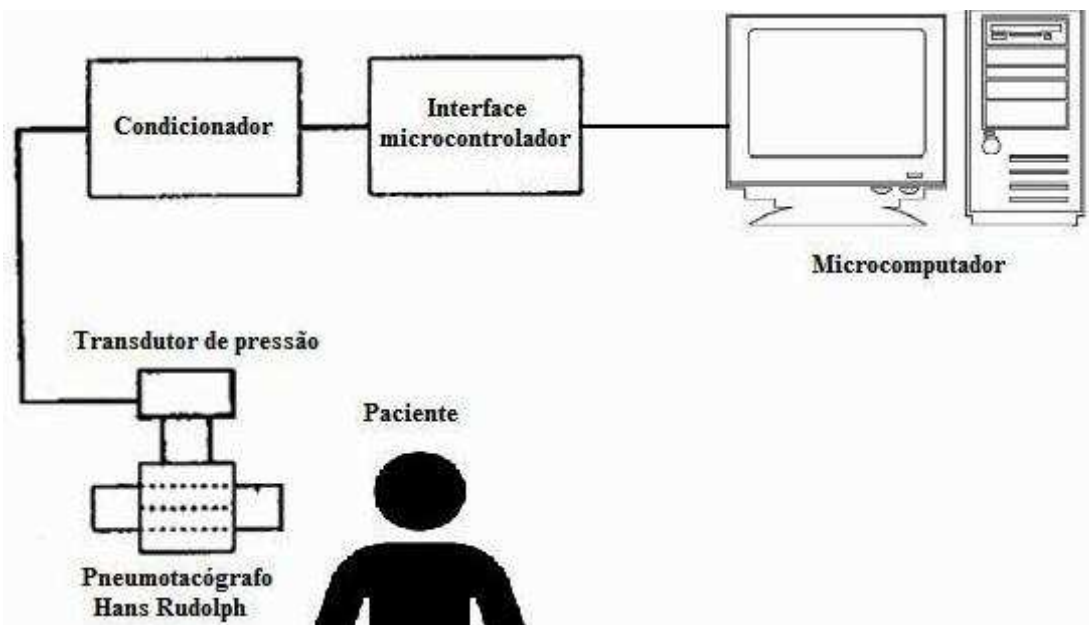 Condicionador
Interface
microcontrolador
Microcomputador
Transdutor de pressão
Paciente
Pneumotacógrafo
Hans Rudolph